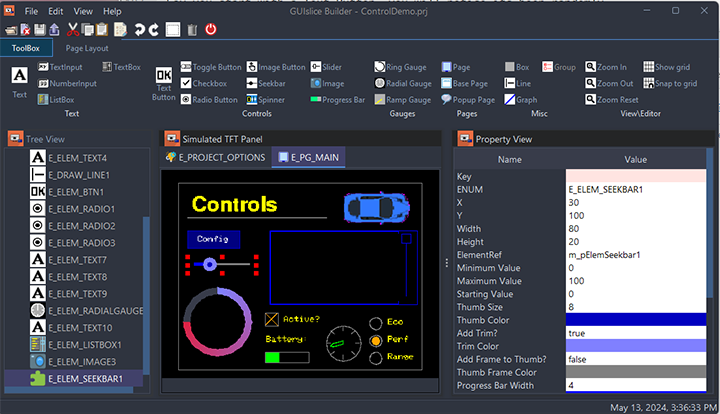 GUIslice Builder - ControlDemo.prj
File Edit View Help
ToolBox Page Layout
Text
TextInput
NumberInput
ListBox
TextBox
Text
Text Button
Toggle Button
Checkbox
Radio Button
Image Button
Seekbar
Spinner
Slider
Image
Progress Bar
Controls
Ring Gauge
Radial Gauge
Ramp Gauge
Gauges
Page
Base Page
Popup Page
Pages
Box
Line
Graph
Group
Misc
Zoom In
Zoom Out
Zoom Reset
Show grid
Snap to grid
View\Editor
Tree View
E_ELEM_TEXT4
E_DRAW_LINE1
E_ELEM_BTN1
E_ELEM_RADIO1
E_ELEM_RADIO2
E_ELEM_RADIO3
E_ELEM_TEXT7
E_ELEM_TEXT8
E_ELEM_TEXT9
E_ELEM_RADIALGAUGE
E_ELEM_TEXT10
E_ELEM_LISTBOX1
E_ELEM_IMAGE3
E_ELEM_SEEKBAR1
Simulated TFT Panel
E_PROJECT_OPTIONS E_PG_MAIN
Controls
Config
Active?
Battery:
Eco
Perf
Range
Property View
Name Value
Key
ENUM E_ELEM_SEEKBAR1
X 30
Y 100
Width 80
Height 20
ElementRef m_pElemSeekbar1
Minimum Value 0
Maximum Value 100
Starting Value 0
Thumb Size 8
Thumb Color
Add Trim? true
Trim Color
Add Frame to Thumb? false
Thumb Frame Color
Progress Bar Width 4
May 13, 2024, 3:36:33 PM